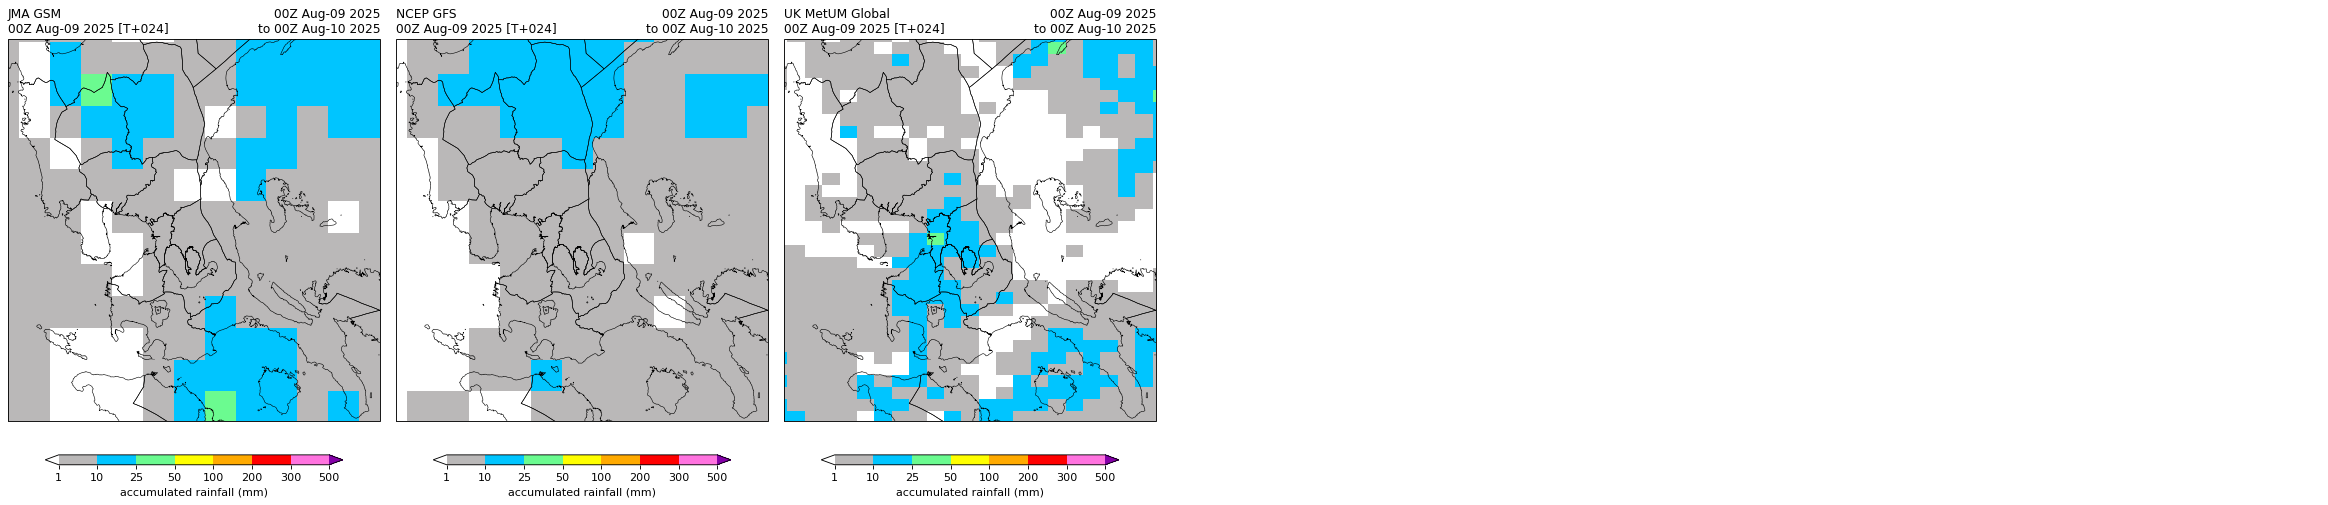 JMA GSM 00Z Aug-09 2025
00Z Aug-09 2025 [T+024] to 00Z Aug-10 2025
NCEP GFS 00Z Aug-09 2025
00Z Aug-09 2025 [T+024] to 00Z Aug-10 2025
UK MetUM Global 00Z Aug-09 2025
00Z Aug-09 2025 [T+024] to 00Z Aug-10 2025
1 10 25 50 100 200 300 500
accumulated rainfall (mm)
1 10 25 50 100 200 300 500
accumulated rainfall (mm)
1 10 25 50 100 200 300 500
accumulated rainfall (mm)